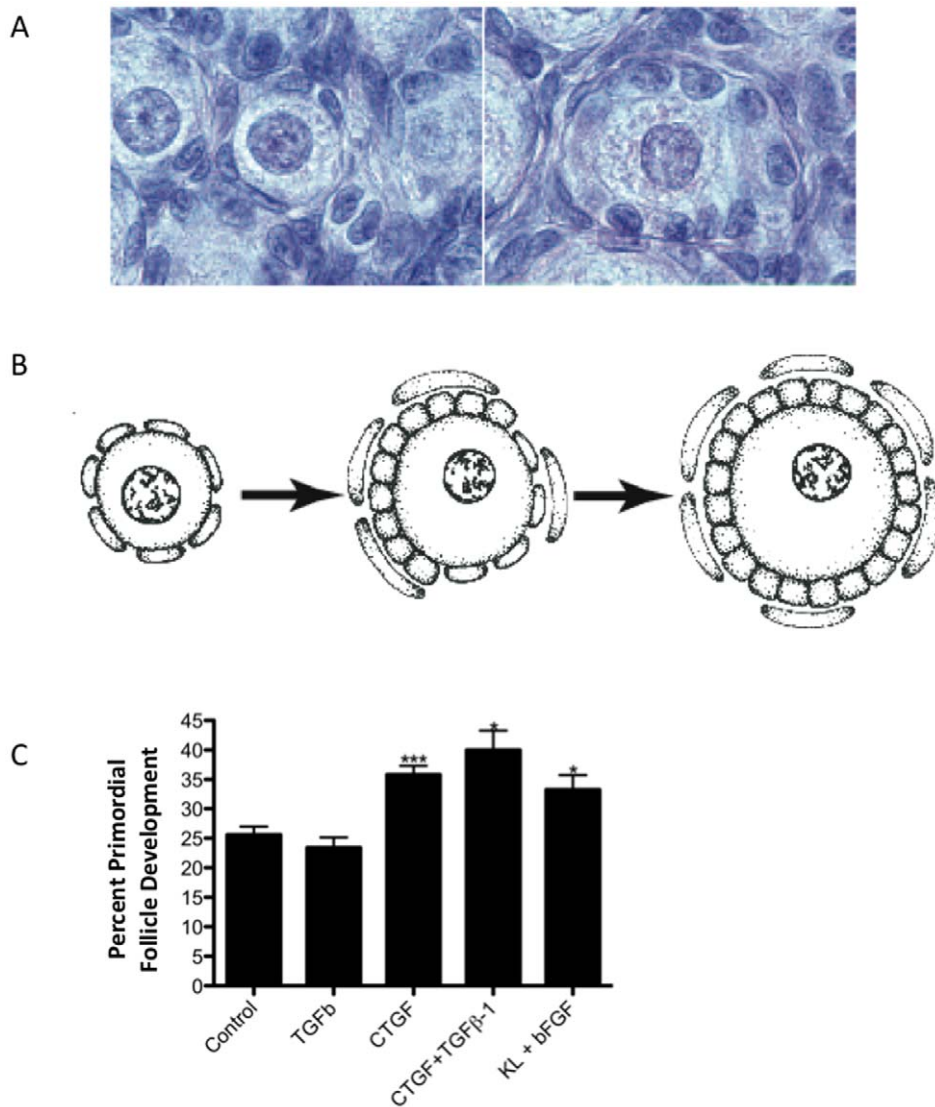 A
B
C
Percent Primordial
Follicle Development
45
40
35
30
25
20
15
10
5
0
***
*
*
Control
TGFb
CTGF
CTGF+TGFβ-1
KL + bFGF